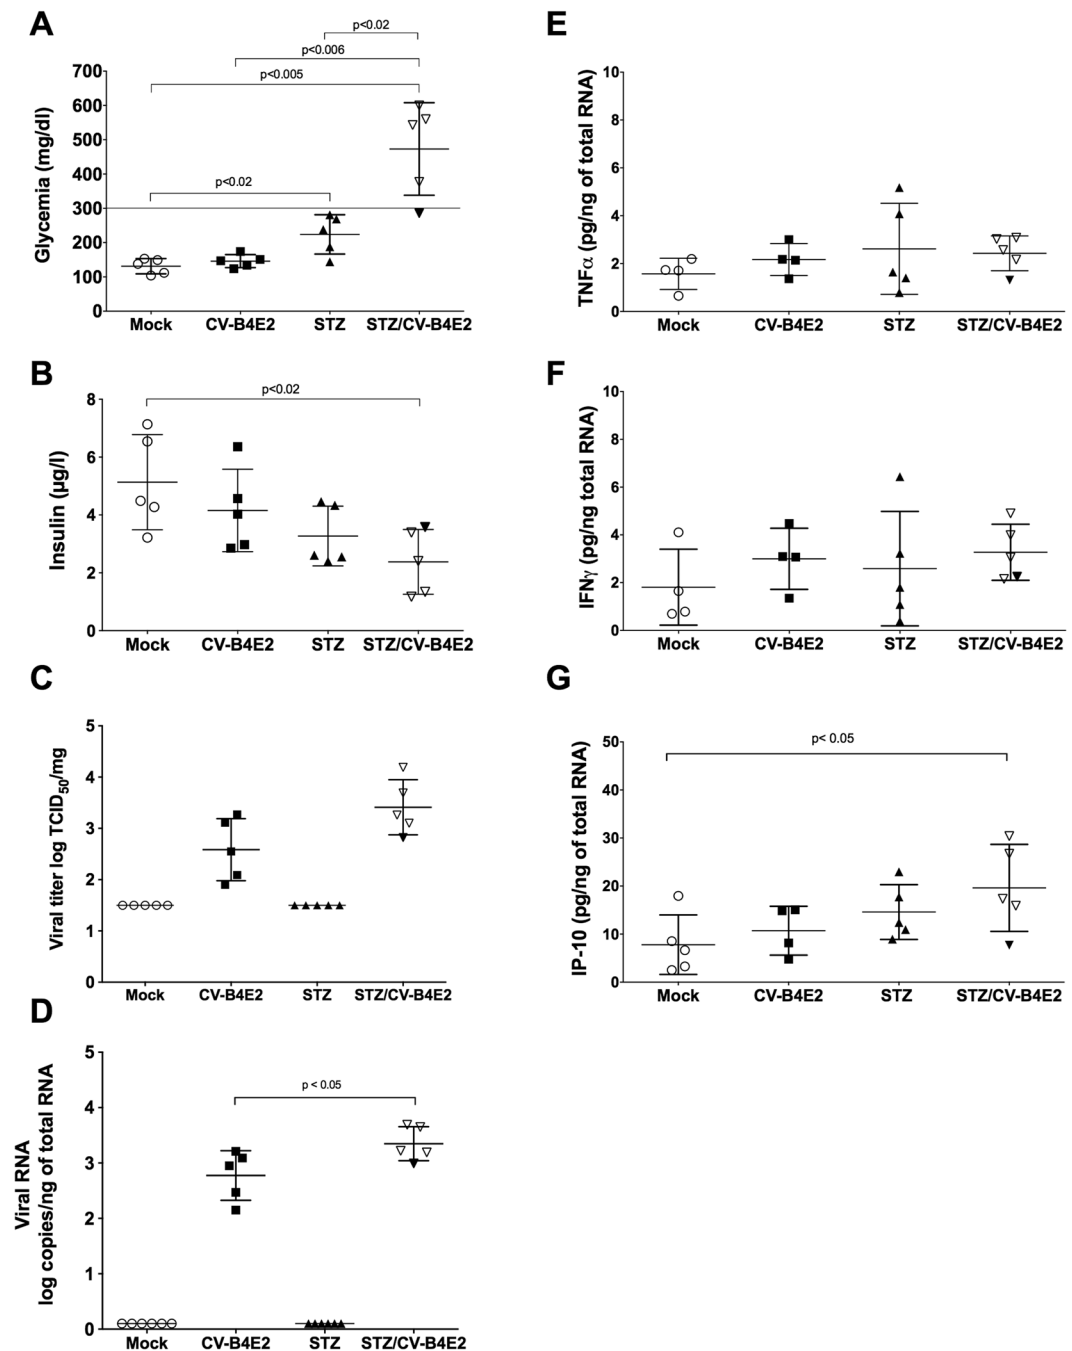 A
p<0.02
p<0.006
p<0.005
p<0.02
Glycemia (mg/dl)
700
600
500
400
300
200
100
0
Mock CV-B4E2 STZ STZ/CV-B4E2
B
p<0.02
Insulin (µg/l)
8
6
4
2
0
Mock CV-B4E2 STZ STZ/CV-B4E2
C
Viral titer log TCID50/mg
5
4
3
2
1
0
Mock CV-B4E2 STZ STZ/CV-B4E2
D
p < 0.05
Viral RNA
log copies/ng of total RNA
5
4
3
2
1
0
Mock CV-B4E2 STZ STZ/CV-B4E2
E
TNFα (pg/ng of total RNA)
10
8
6
4
2
0
Mock CV-B4E2 STZ STZ/CV-B4E2
F
IFNγ (pg/ng total RNA)
10
8
6
4
2
0
Mock CV-B4E2 STZ STZ/CV-B4E2
G
p< 0.05
IP-10 (pg/ng of total RNA)
50
40
30
20
10
0
Mock CV-B4E2 STZ STZ/CV-B4E2